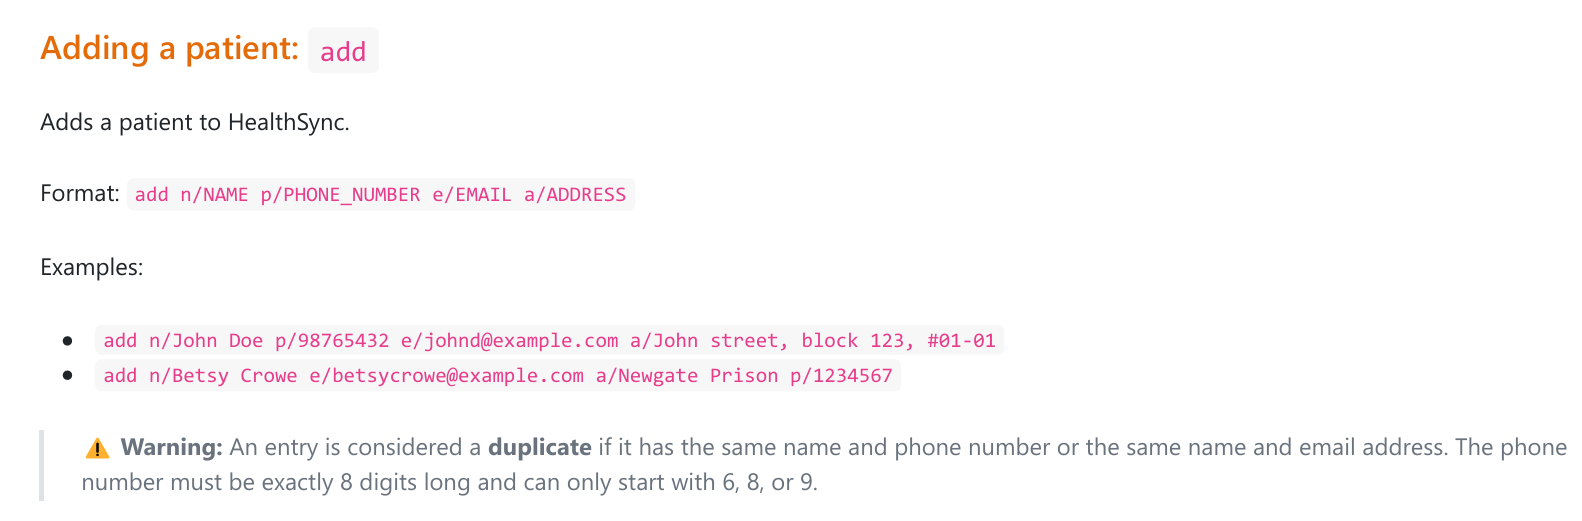 Adding a patient: add
Adds a patient to HealthSync.
Format: add n/NAME p/PHONE_NUMBER e/EMAIL a/ADDRESS
Examples:
• add n/John Doe p/98765432 e/johnd@example.com a/John street, block 123, #01-01
• add n/Betsy Crowe e/betsycrowe@example.com a/Newgate Prison p/1234567
⚠️ Warning: An entry is considered a duplicate if it has the same name and phone number or the same name and email address. The phone
number must be exactly 8 digits long and can only start with 6, 8, or 9.